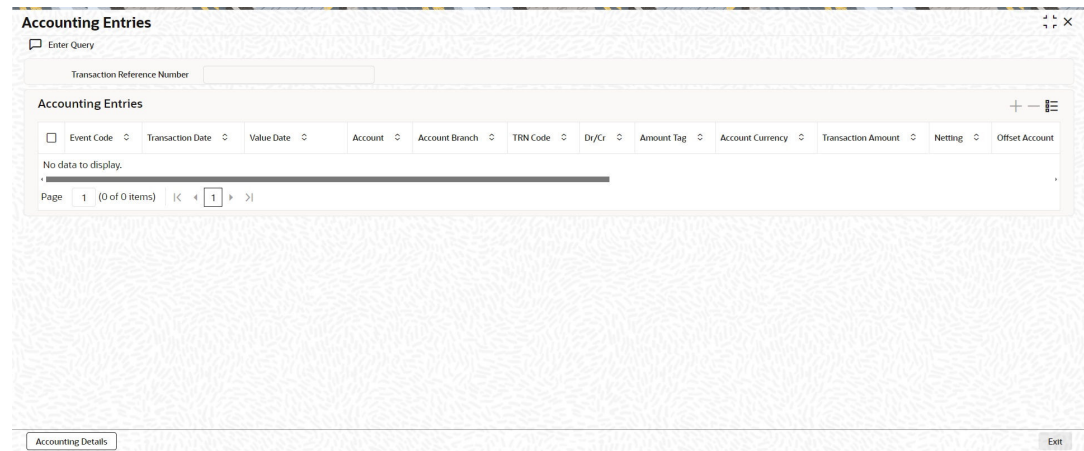 Accounting Entries
Enter Query
Transaction Reference Number
Accounting Entries
Event Code Transaction Date Value Date Account Account Branch TRN Code Dr/Cr Amount Tag Account Currency Transaction Amount Netting Offset Account
No data to display.
Page 1 (0 of 0 items) 1
Accounting Details Exit